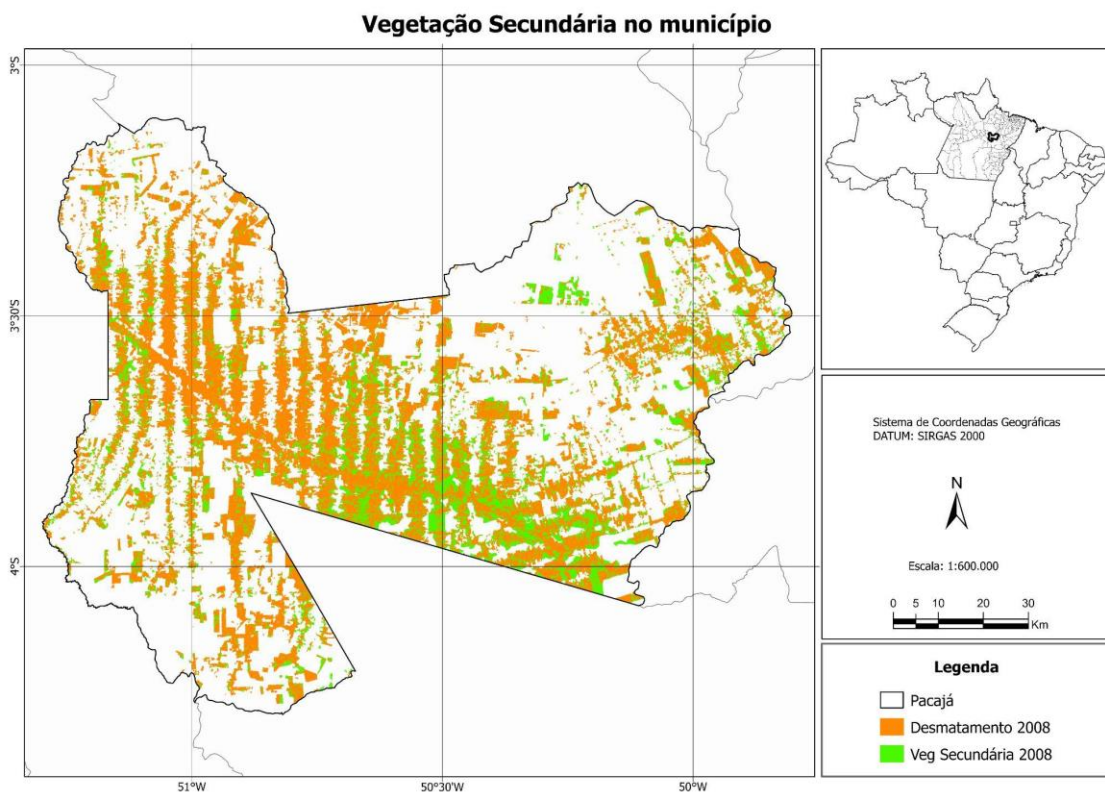 Vegetação Secundária no município
3°S
3°30'S
4°S
51°W
50°30'W
50°W
Sistema de Coordenadas Geográficas
DATUM: SIRGAS 2000
N
Escala: 1:600.000
0 5 10 20 30
Km
Legenda
Pacajá
Desmatamento 2008
Veg Secundária 2008